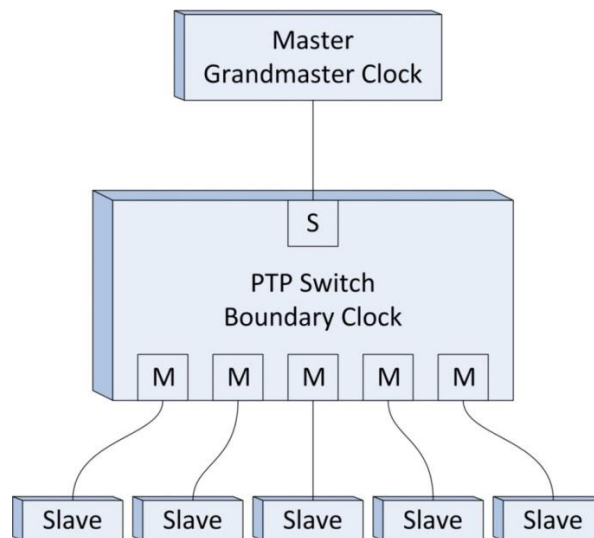 Master
Grandmaster Clock
S
PTP Switch
Boundary Clock
M M M M M
Slave Slave Slave Slave Slave